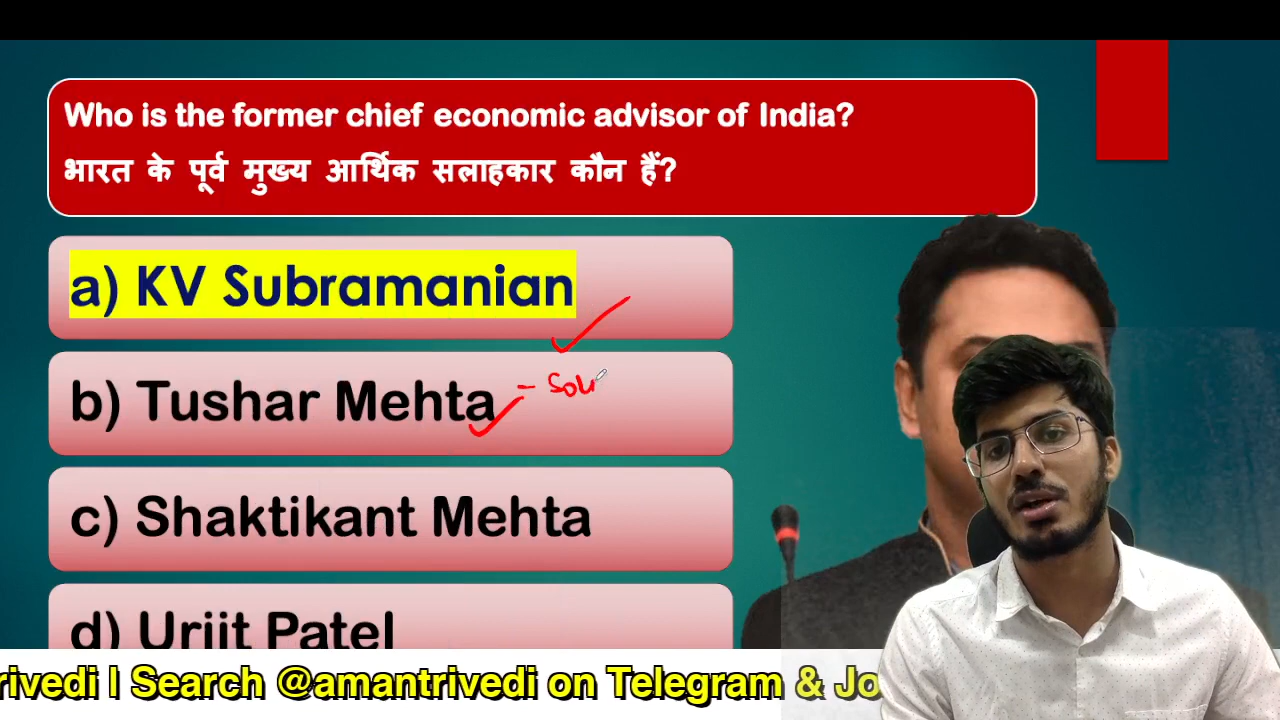 Who is the former chief economic advisor of India?
भारत के पूर्व मुख्य आर्थिक सलाहकार कौन हैं?
a) KV Subramanian
b) Tushar Mehta - Soli
c) Shaktikant Mehta
d) Urjit Patel
rivedi I Search @amantrivedi on Telegram & Jo